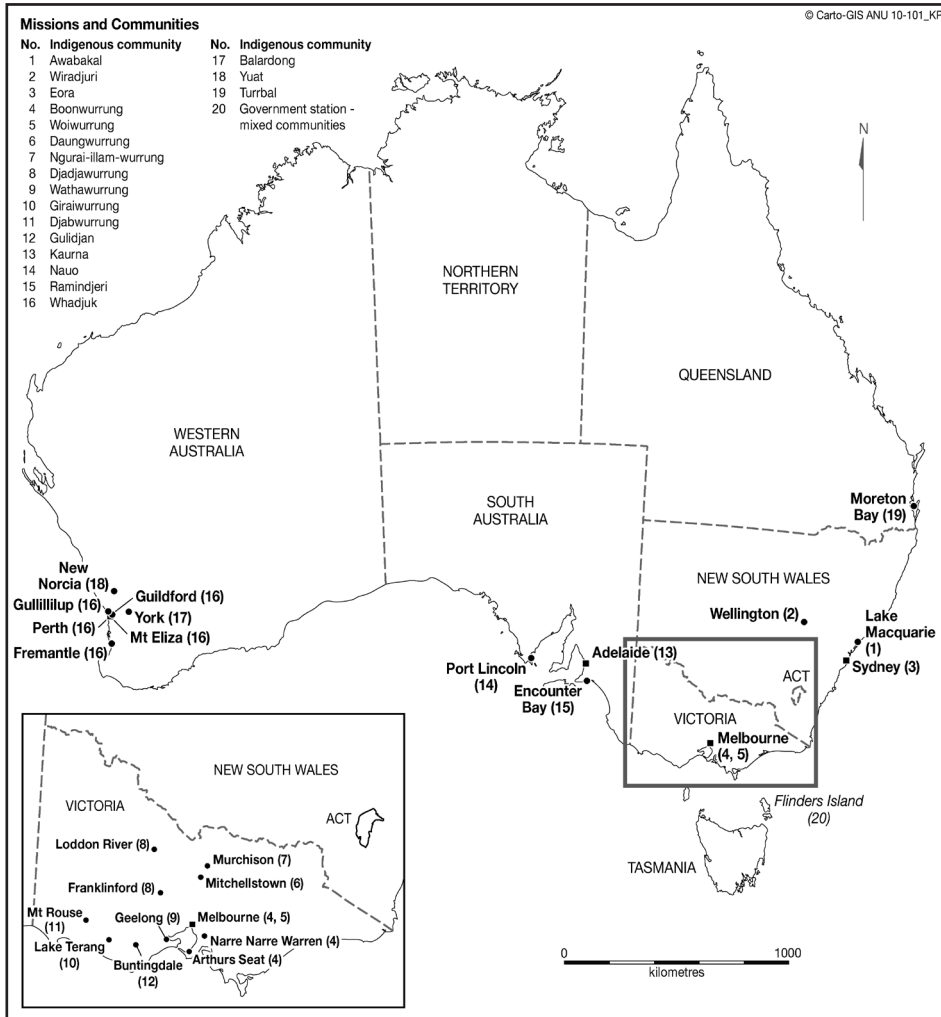 © Carto-GIS ANU 10-101_KP
Missions and Communities
No. Indigenous community
1 Awabakal
2 Wiradjuri
3 Eora
4 Boonwurrung
5 Woiwurrung
6 Daungwurrung
7 Ngurai-illam-wurrung
8 Djadjawurrung
9 Wathawurrung
10 Giraiwurrung
11 Djabwurrung
12 Gulidjan
13 Kaurna
14 Nauo
15 Ramindjeri
16 Whadjuk
No. Indigenous community
17 Balardong
18 Yuat
19 Turrbal
20 Government station -
mixed communities
N
NORTHERN
TERRITORY
QUEENSLAND
WESTERN
AUSTRALIA
SOUTH
AUSTRALIA
Moreton
Bay (19)
New
Norcia (18)
Guildford (16)
Gullillilup (16)
York (17)
Perth (16)
Mt Eliza (16)
Fremantle (16)
NEW SOUTH WALES
Wellington (2)
Lake
Macquarie
(1)
Sydney (3)
Adelaide (13)
Port Lincoln
(14)
Encounter
Bay (15)
ACT
VICTORIA
Melbourne
(4, 5)
Flinders Island
(20)
TASMANIA
0 1000
kilometres
NEW SOUTH WALES
VICTORIA
ACT
Loddon River (8)
Murchison (7)
Mitchellstown (6)
Franklinford (8)
Mt Rouse
(11)
Geelong (9)
Melbourne (4, 5)
Narre Narre Warren (4)
Lake Terang
(10)
Arthurs Seat (4)
Buntingdale
(12)